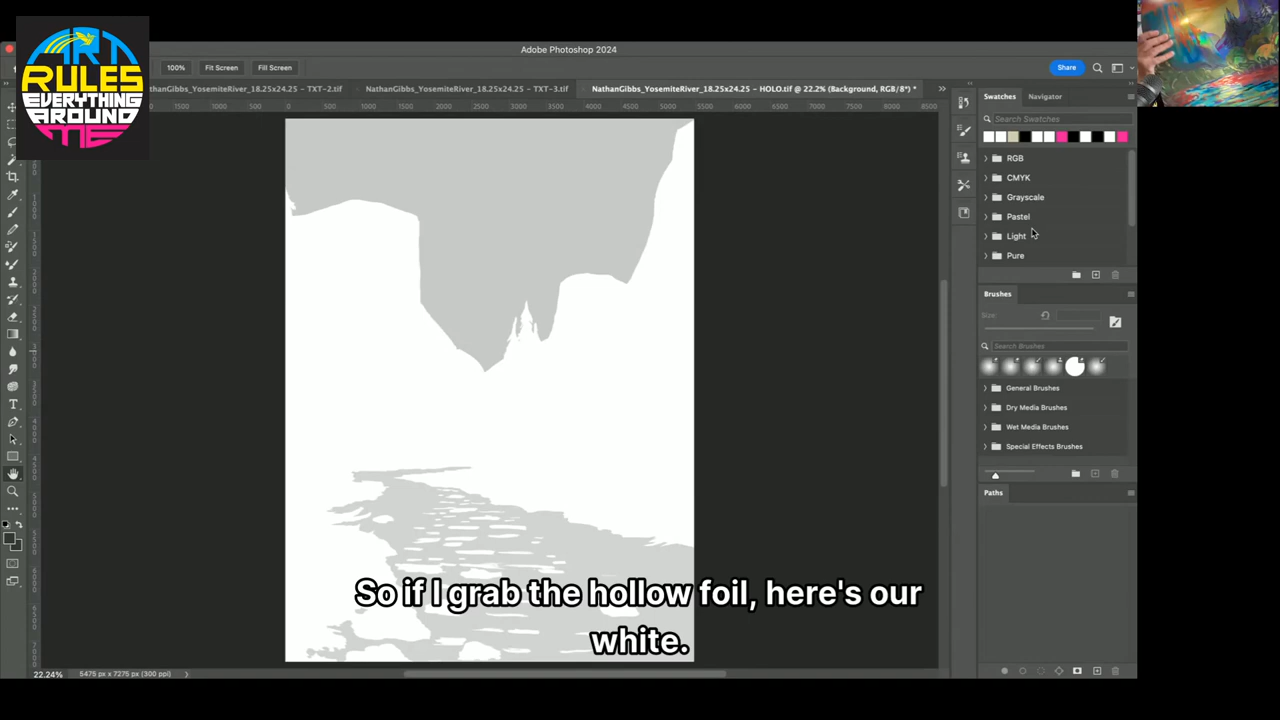 ART
RULES
EVERYTHING
AROUND
ME
Adobe Photoshop 2024
100%
Fit Screen
Fill Screen
Share
NathanGibbs_YosemiteRiver_18.25x24.25 – TXT-2.tif
NathanGibbs_YosemiteRiver_18.25x24.25 – TXT-3.tif
NathanGibbs_YosemiteRiver_18.25x24.25 – HOLO.tif @ 22.2% (Background, RGB/8*) *
Swatches
Navigator
Search Swatches
RGB
CMYK
Grayscale
Pastel
Light
Pure
Brushes
Size:
Search Brushes
General Brushes
Dry Media Brushes
Wet Media Brushes
Special Effects Brushes
Paths
So if I grab the hollow foil, here's our
white.
22.24%
5475 px x 7275 px (300 ppi)